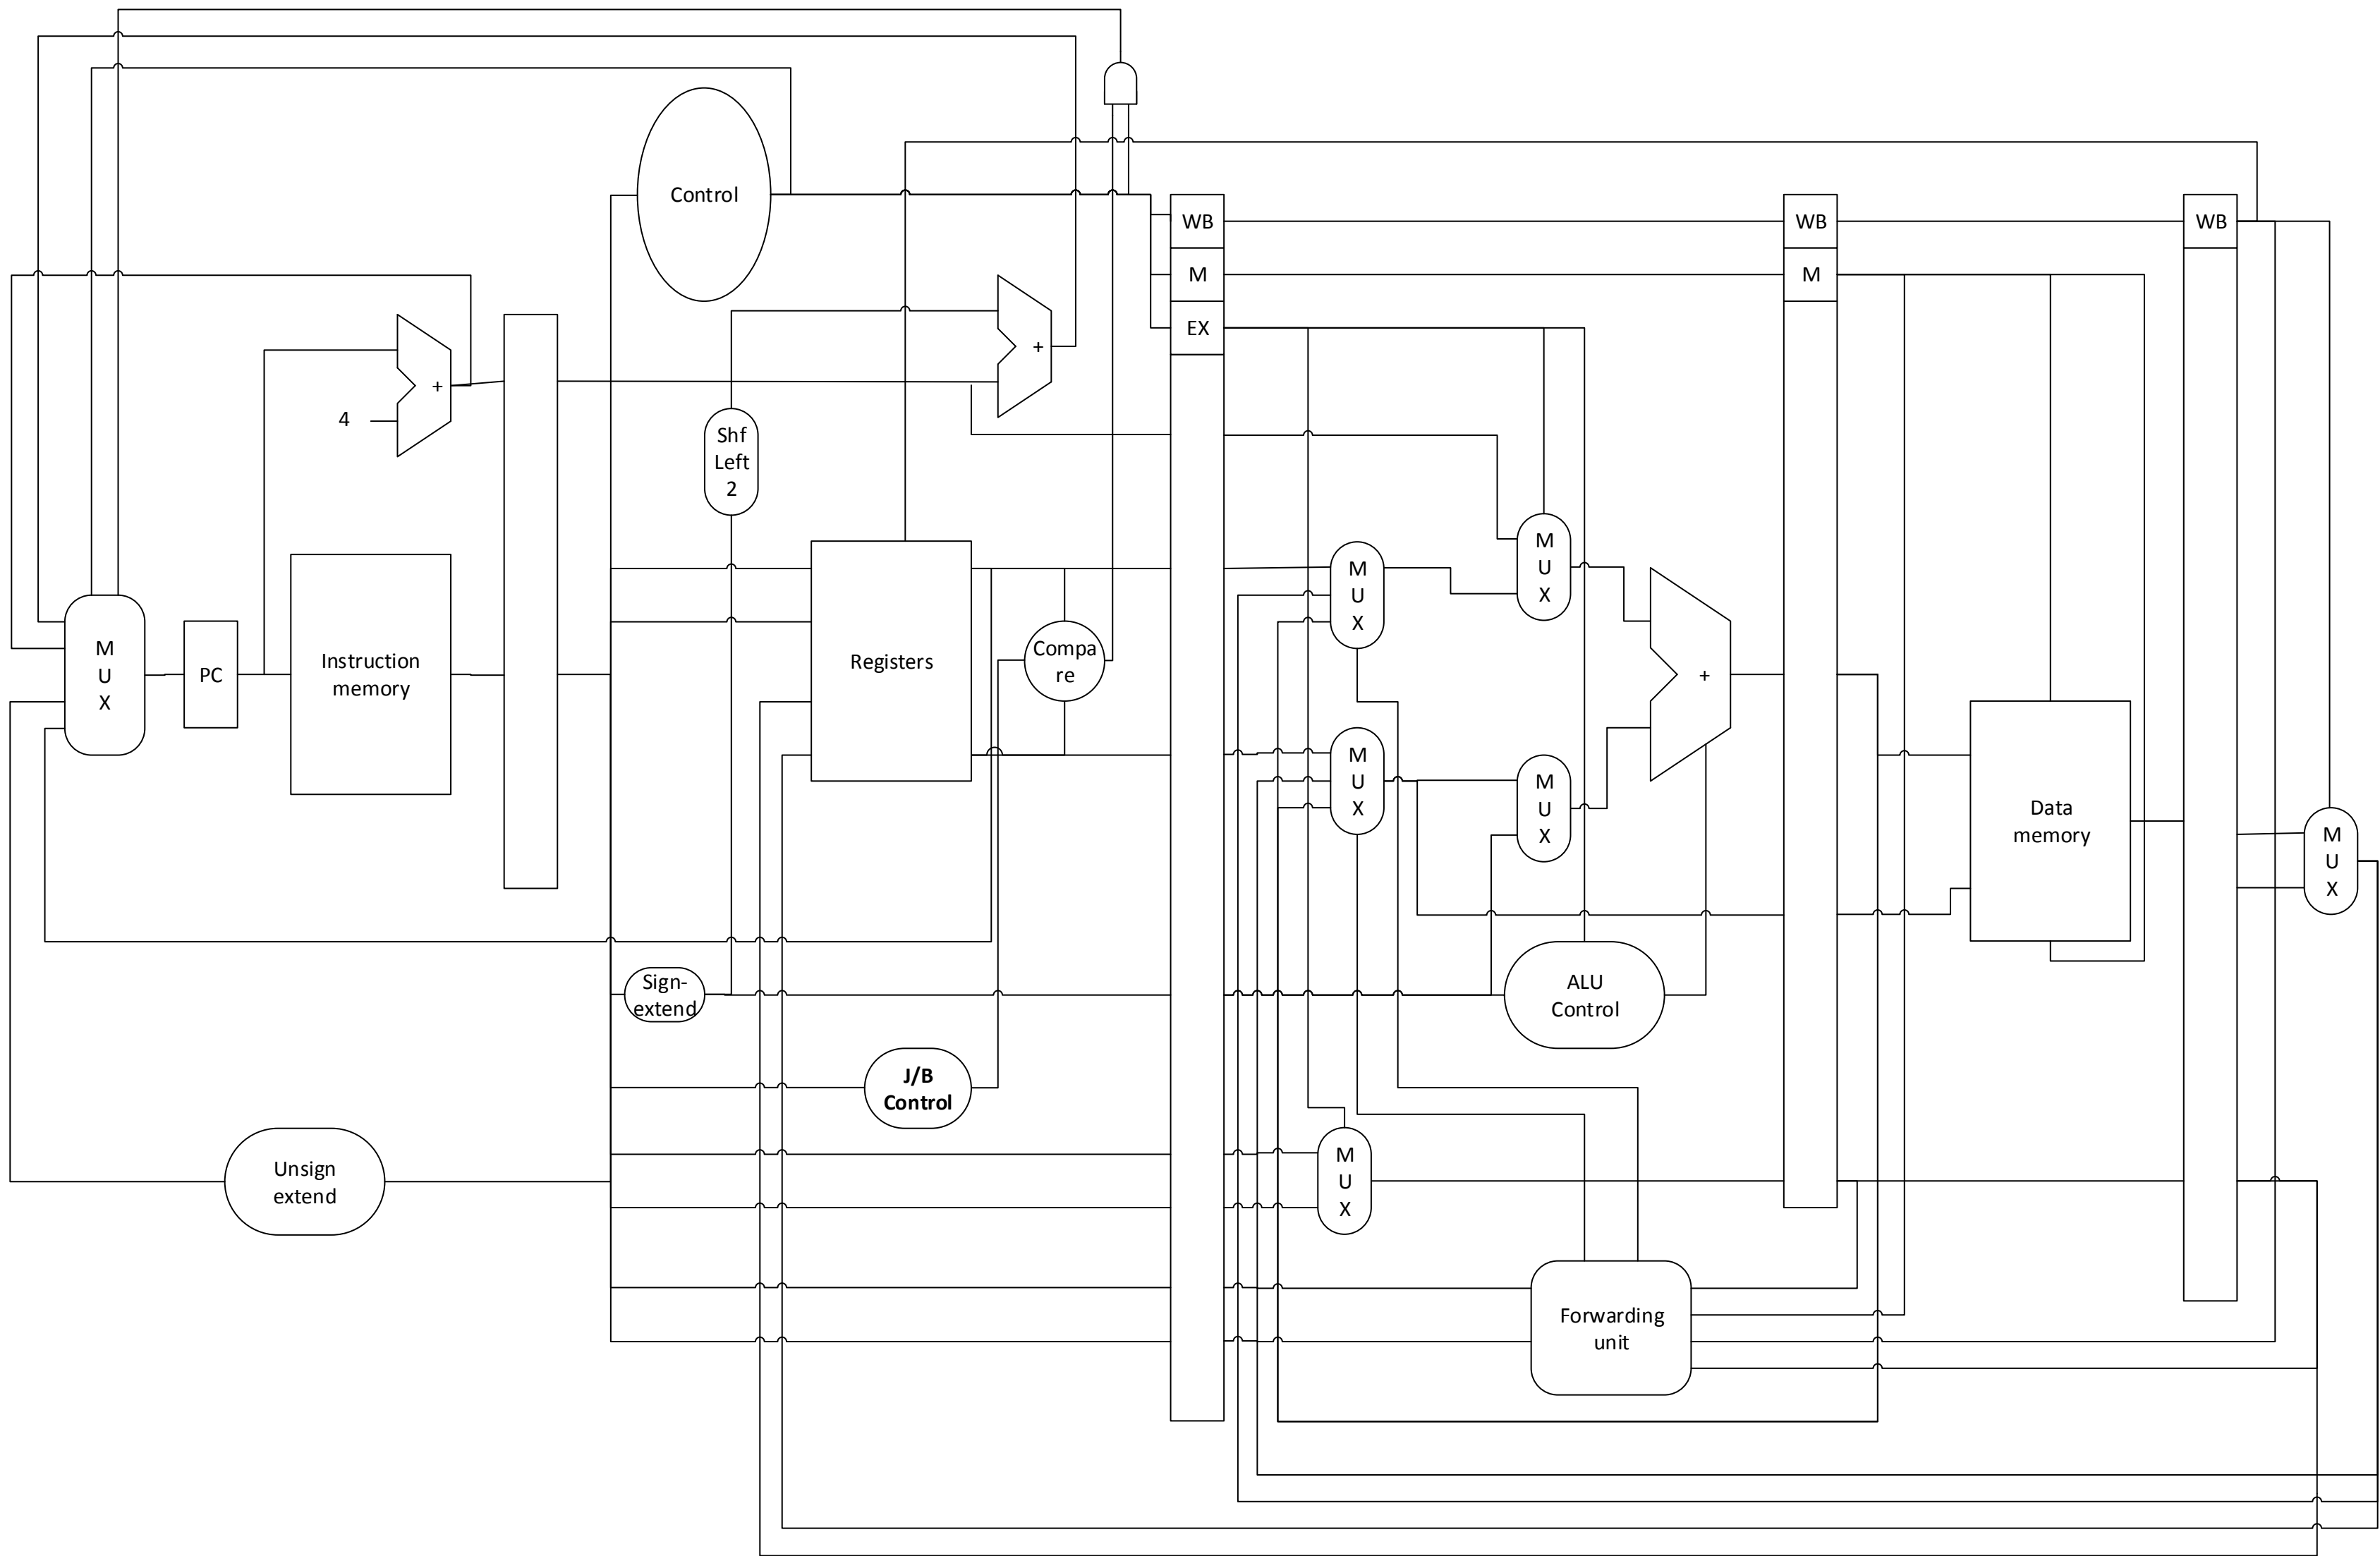 Control
WB
WB
WB
M
M
EX
+
+
4
Shf
Left
2
M
U
X
PC
Instruction
memory
Registers
Compa
re
M
U
X
M
U
X
+
M
U
X
M
U
X
Data
memory
M
U
X
Sign-
extend
ALU
Control
J/B
Control
Unsign
extend
M
U
X
Forwarding
unit